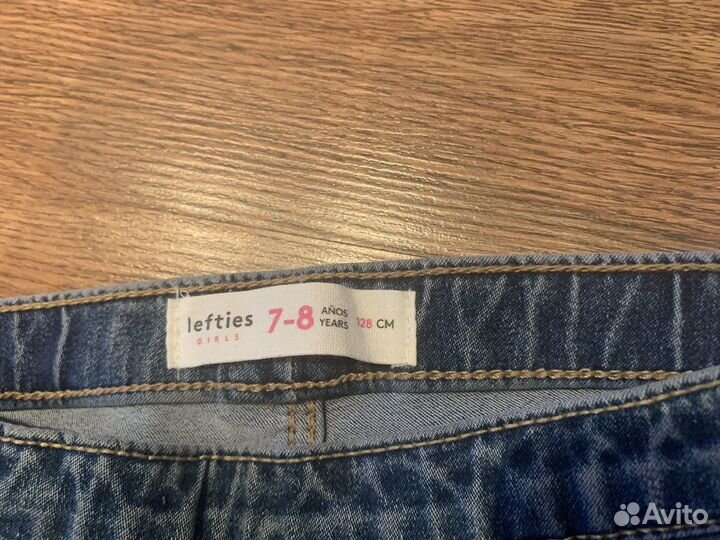 lefties
GIRLS
7-8
AÑOS
YEARS
128 CM
Avito